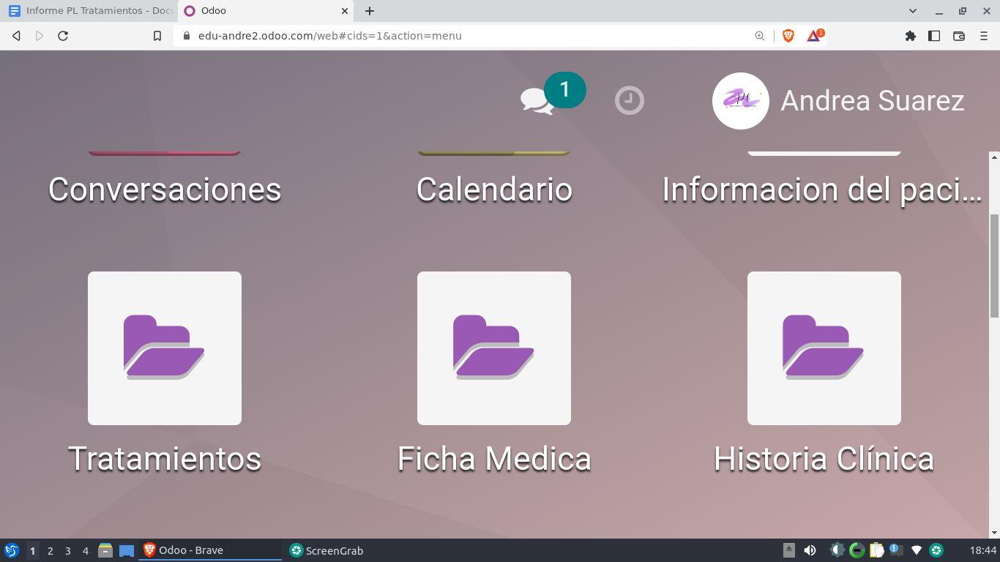 Informe PL Tratamientos - Docu
Odoo
edu-andre2.odoo.com/web#cids=1&action=menu
1
1
Andrea Suarez
Conversaciones
Calendario
Informacion del paci...
Tratamientos
Ficha Medica
Historia Clínica
1 2 3 4
Odoo - Brave
ScreenGrab
18:44